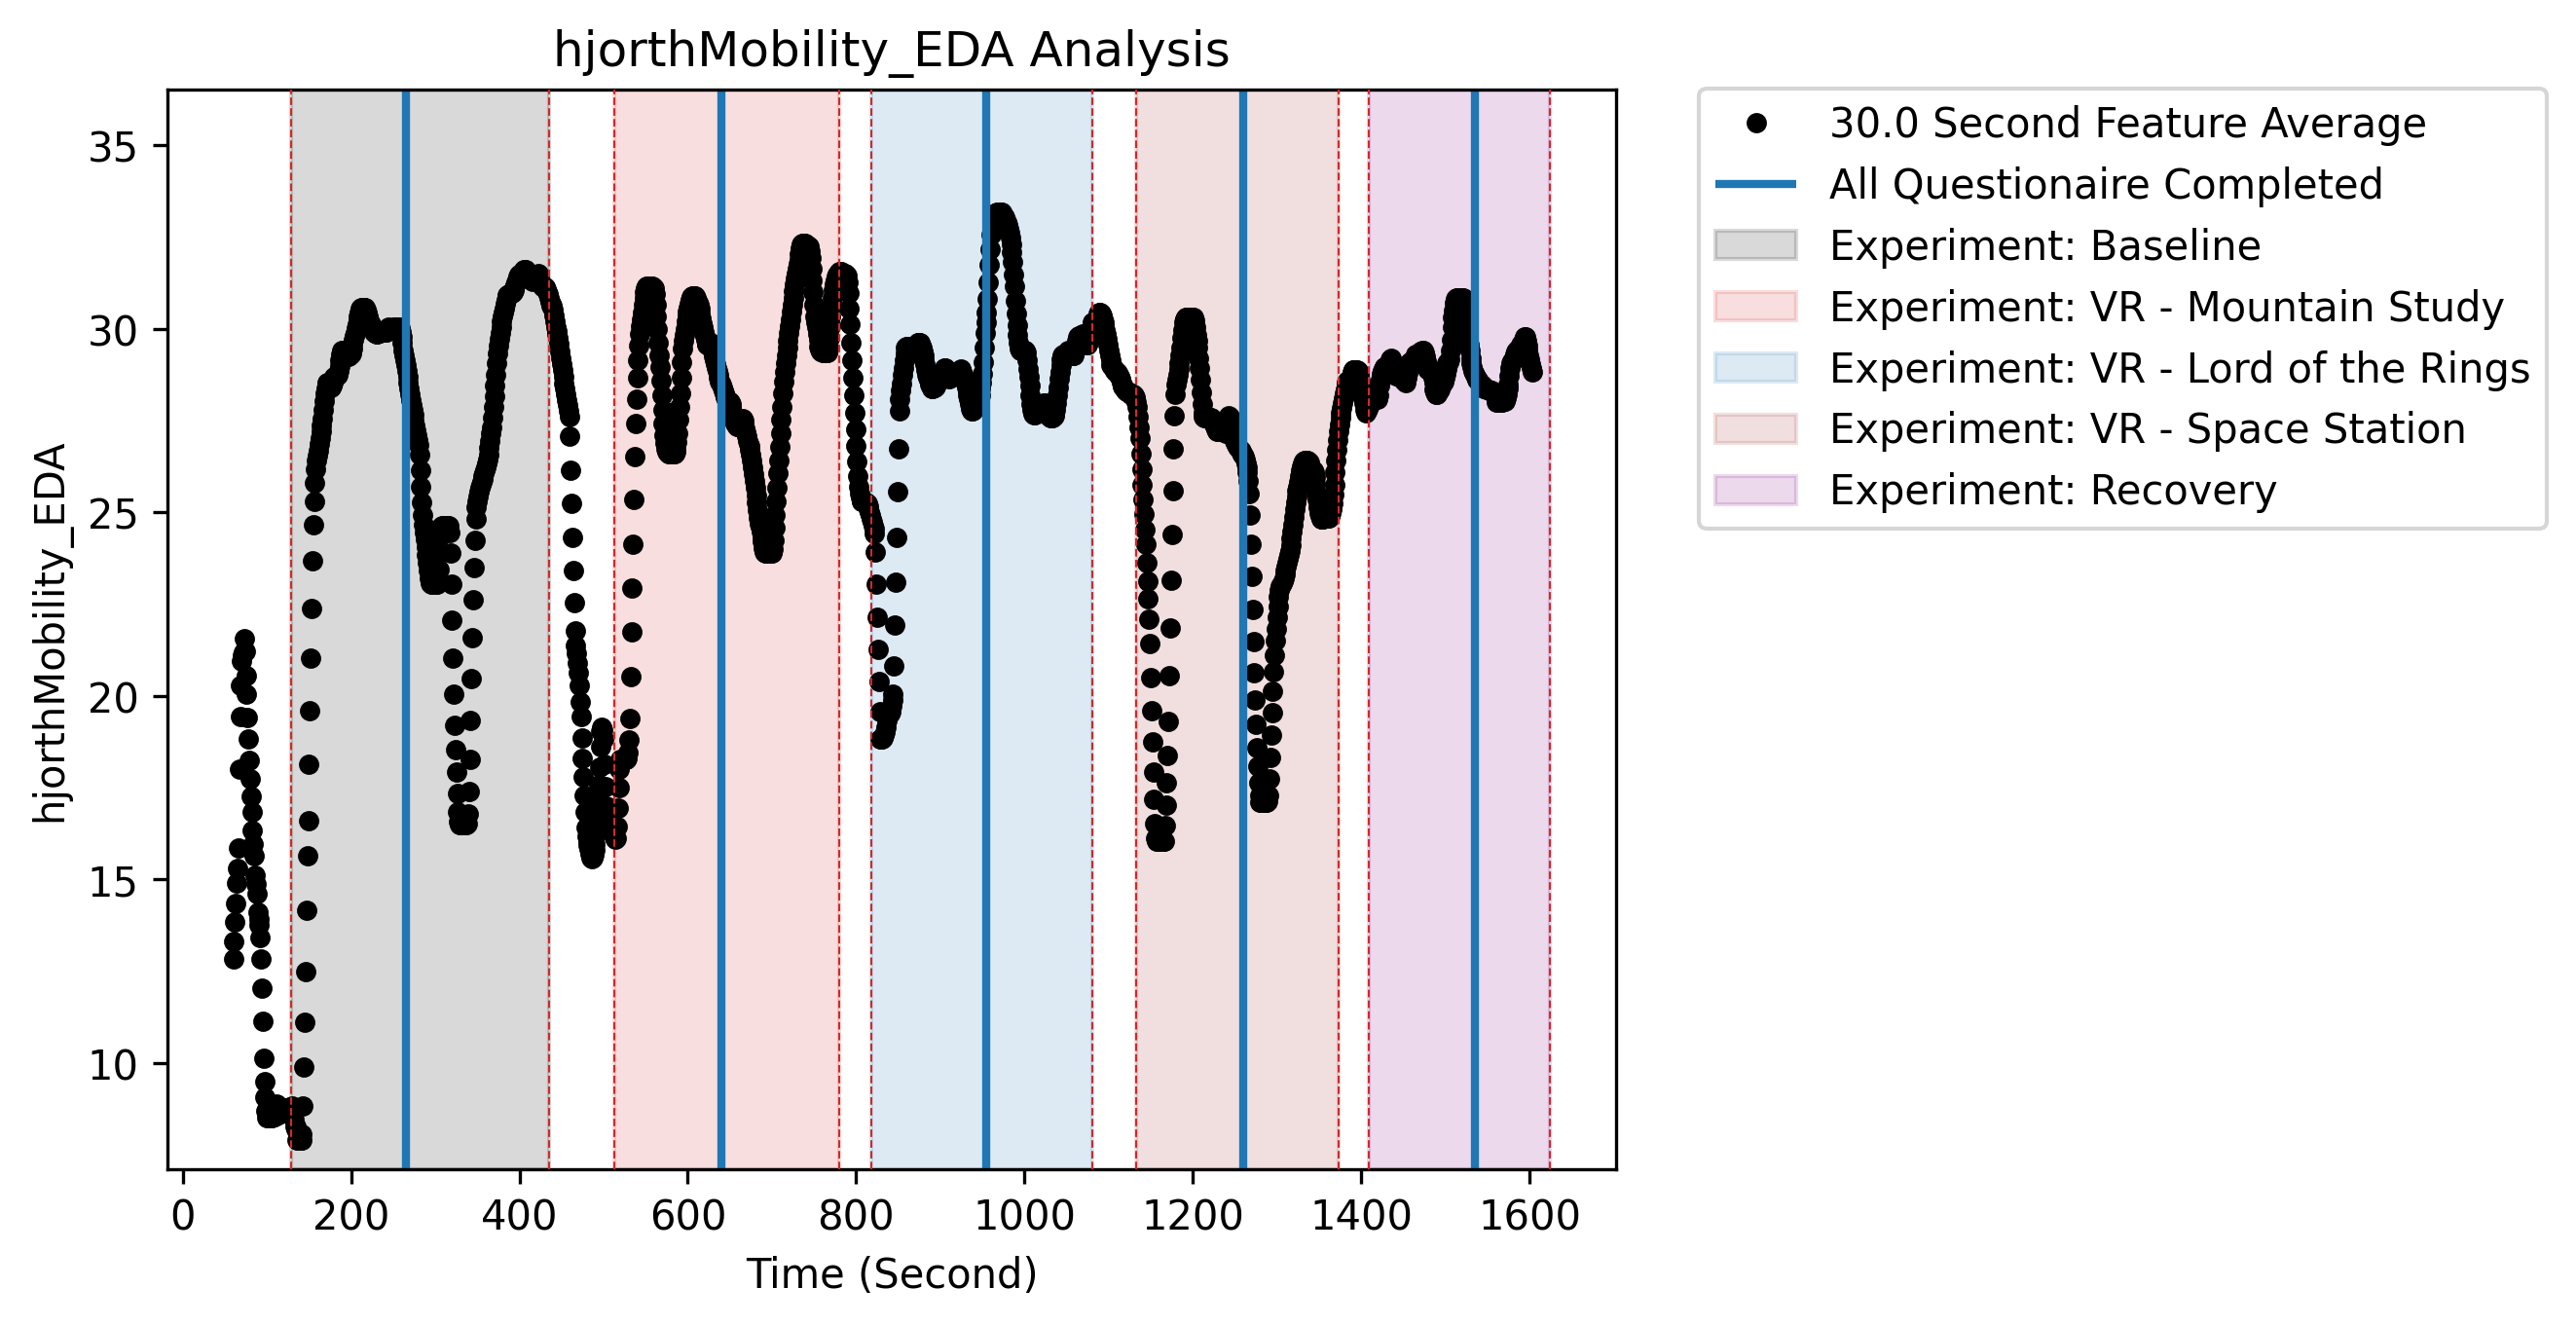 hjorthMobility_EDA Analysis
35
30
25
20
15
10
hjorthMobility_EDA
0
200
400
600
800
1000
1200
1400
1600
Time (Second)
30.0 Second Feature Average
All Questionaire Completed
Experiment: Baseline
Experiment: VR - Mountain Study
Experiment: VR - Lord of the Rings
Experiment: VR - Space Station
Experiment: Recovery